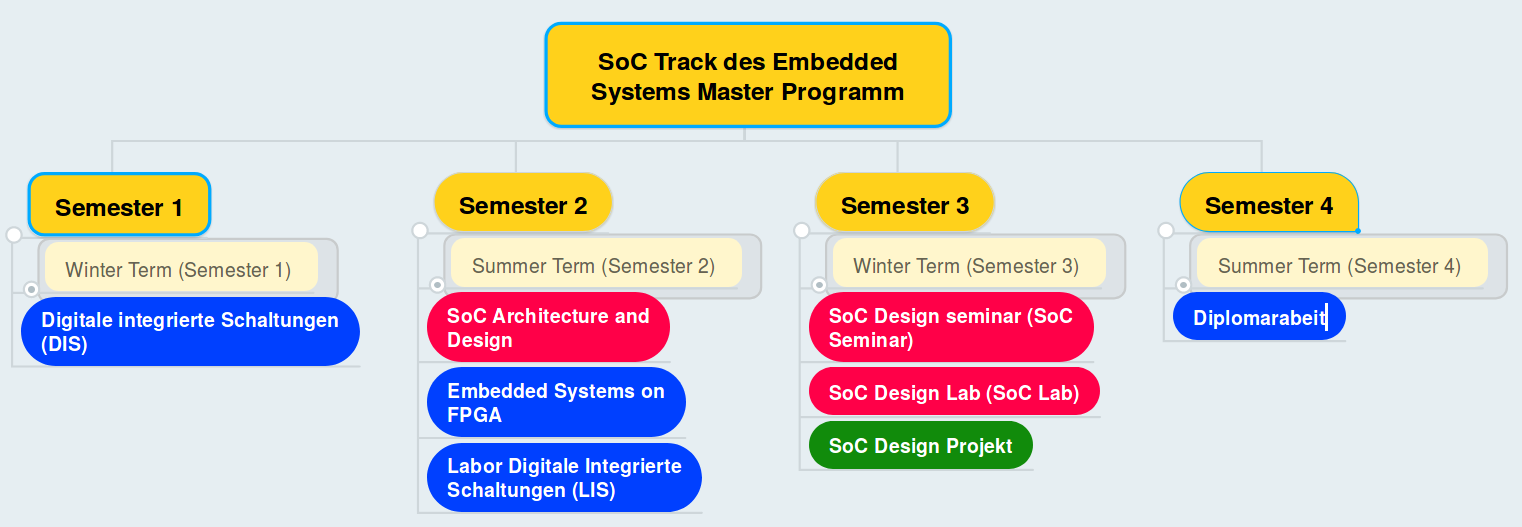 SoC Track des Embedded
Systems Master Programm
Semester 1
Winter Term (Semester 1)
Digitale integrierte Schaltungen
(DIS)
Semester 2
Summer Term (Semester 2)
SoC Architecture and
Design
Embedded Systems on
FPGA
Labor Digitale Integrierte
Schaltungen (LIS)
Semester 3
Winter Term (Semester 3)
SoC Design seminar (SoC
Seminar)
SoC Design Lab (SoC Lab)
SoC Design Projekt
Semester 4
Summer Term (Semester 4)
Diplomarabeit